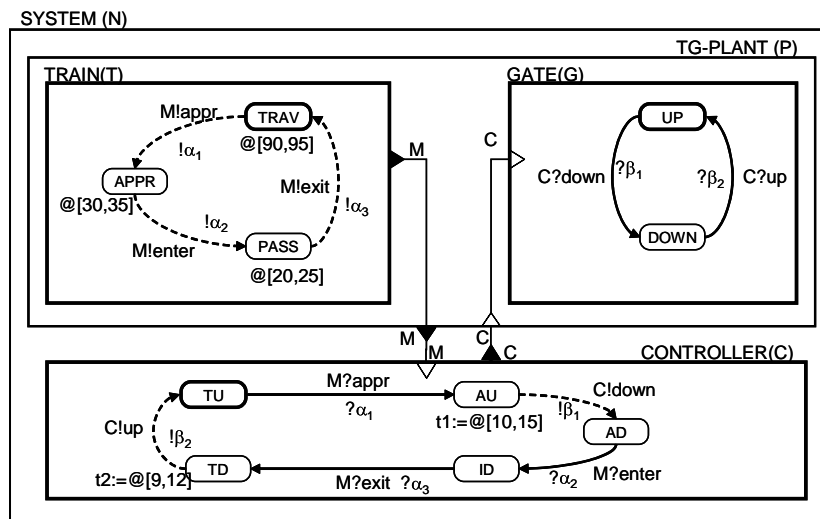 SYSTEM (N)
TG-PLANT (P)
TRAIN(T)
GATE(G)
M!appr
TRAV
@[90,95]
!α₁
APPR
@[30,35]
M!exit
!α₃
!α₂
M!enter
PASS
@[20,25]
M
C
UP
C?down
?β₁
?β₂
C?up
DOWN
M
C
M
C
CONTROLLER(C)
TU
M?appr
?α₁
AU
t1:=@[10,15]
C!down
!β₁
AD
C!up
!β₂
t2:=@[9,12]
TD
M?exit ?α₃
ID
?α₂
M?enter